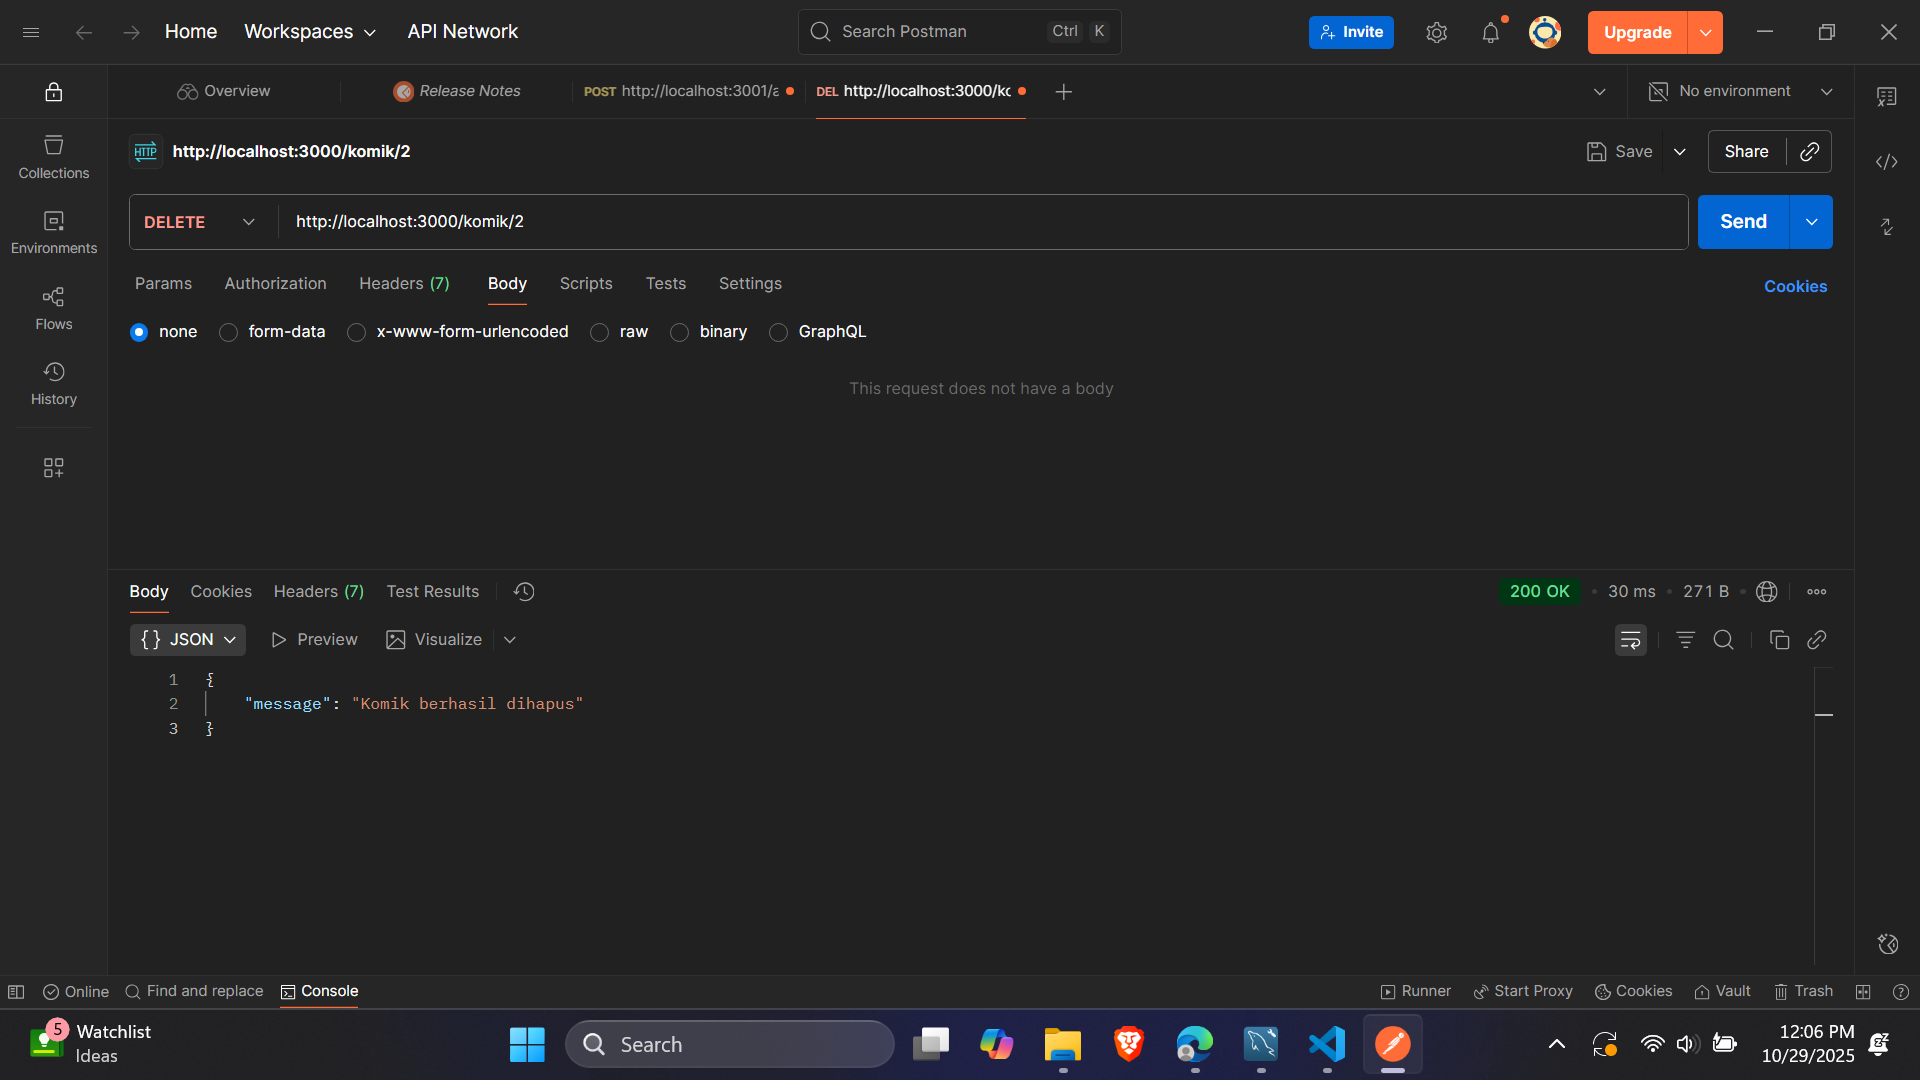 Home
Workspaces
API Network
Search Postman
Ctrl
K
Invite
Upgrade
Overview
Release Notes
POST http://localhost:3001/a
DEL http://localhost:3000/kc
No environment
HTTP
http://localhost:3000/komik/2
Save
Share
Collections
Environments
Flows
History
DELETE
http://localhost:3000/komik/2
Send
Params
Authorization
Headers (7)
Body
Scripts
Tests
Settings
Cookies
none
form-data
x-www-form-urlencoded
raw
binary
GraphQL
This request does not have a body
Body
Cookies
Headers (7)
Test Results
200 OK
30 ms
271 B
{} JSON
Preview
Visualize
1 {
2 "message": "Komik berhasil dihapus"
3 }
Online
Find and replace
Console
Runner
Start Proxy
Cookies
Vault
Trash
5
Watchlist
Ideas
Search
12:06 PM
10/29/2025